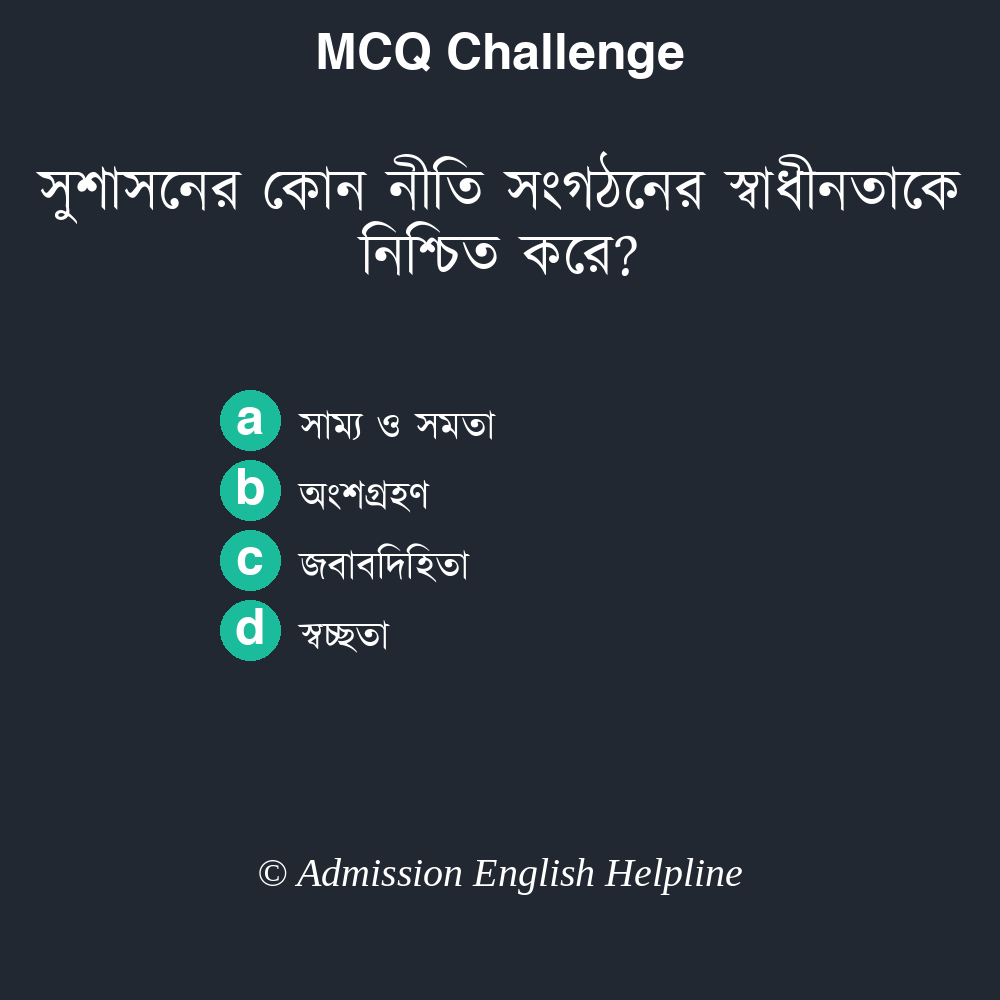 MCQ Challenge
সুশাসনের কোন নীতি সংগঠনের স্বাধীনতাকে
নিশ্চিত করে?
a সাম্য ও সমতা
b অংশগ্রহণ
c জবাবদিহিতা
d স্বচ্ছতা
© Admission English Helpline